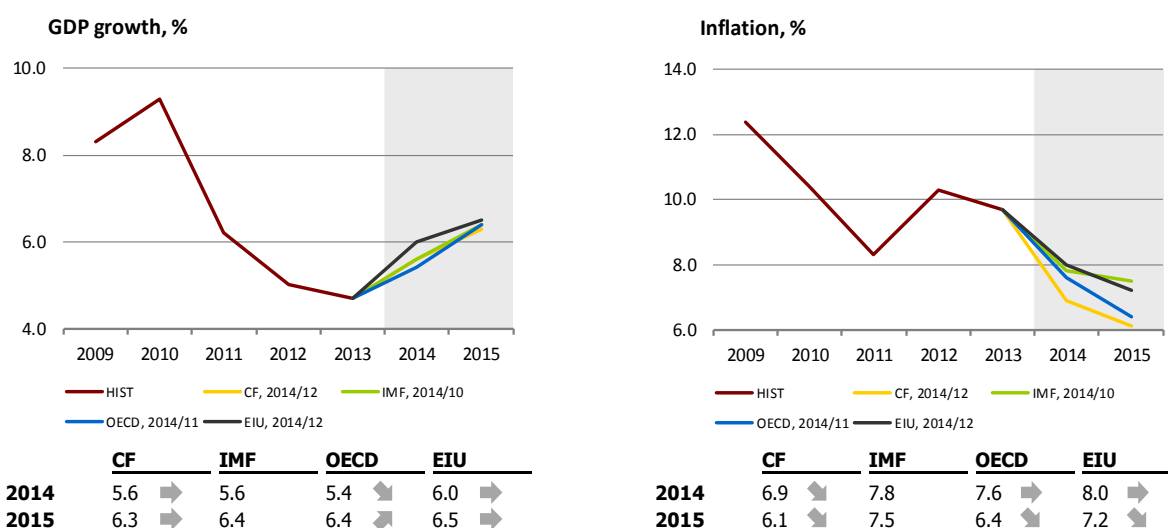 GDP growth, %
10.0
8.0
6.0
4.0
2009 2010 2011 2012 2013 2014 2015
HIST CF, 2014/12 IMF, 2014/10
OECD, 2014/11 EIU, 2014/12
CF IMF OECD EIU
2014 5.6 5.6 5.4 6.0
2015 6.3 6.4 6.4 6.5
Inflation, %
14.0
12.0
10.0
8.0
6.0
2009 2010 2011 2012 2013 2014 2015
HIST CF, 2014/12 IMF, 2014/10
OECD, 2014/11 EIU, 2014/12
CF IMF OECD EIU
2014 6.9 7.8 7.6 8.0
2015 6.1 7.5 6.4 7.2